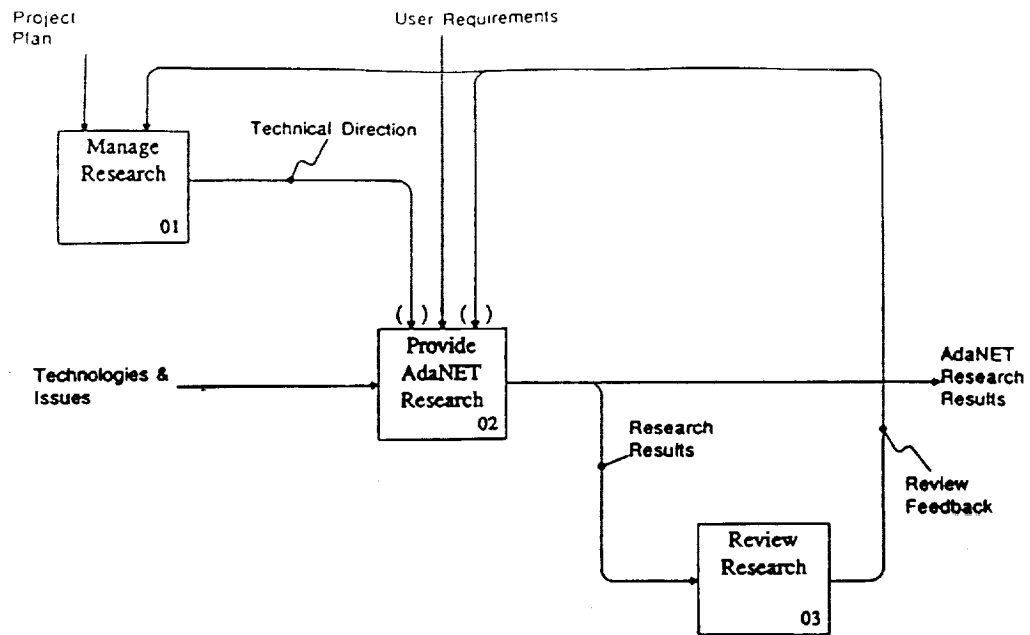 Project
Plan
User Requirements
Technical Direction
Manage
Research
01
( ) ( )
Provide
AdaNET
Research
02
Technologies &
Issues
AdaNET
Research
Results
Research
Results
Review
Feedback
Review
Research
03